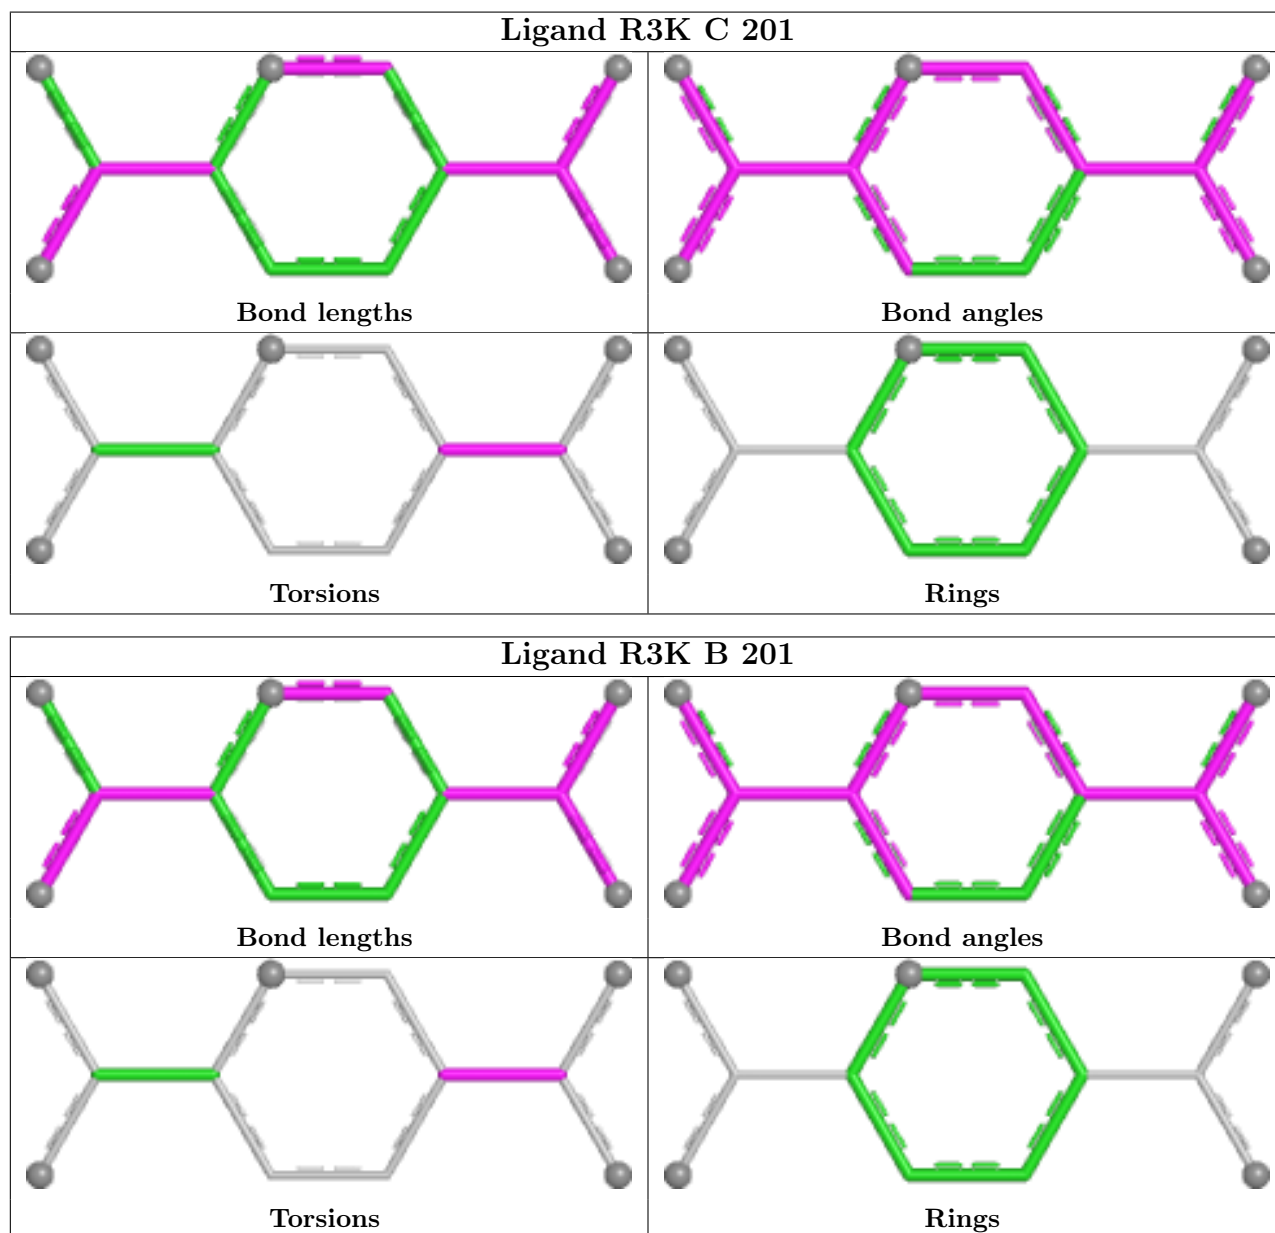 Ligand R3K C 201
Bond lengths
Bond angles
Torsions
Rings
Ligand R3K B 201
Bond lengths
Bond angles
Torsions
Rings